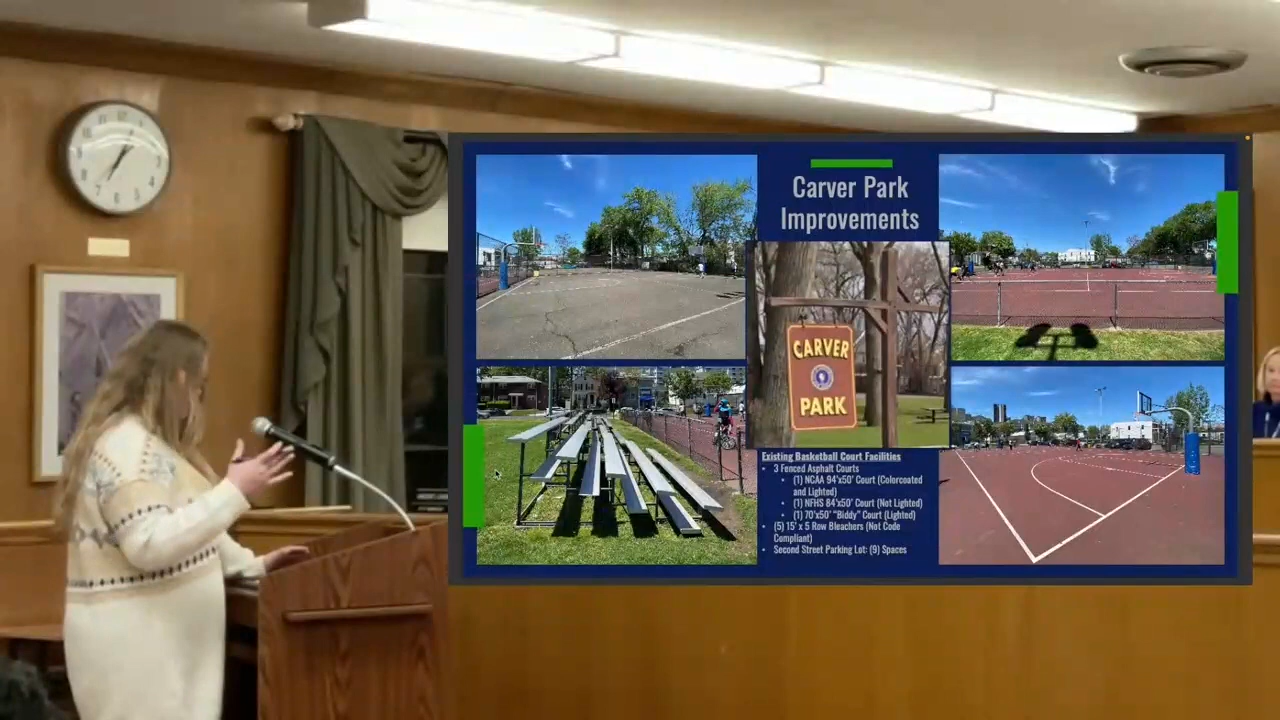 Carver Park
Improvements
CARVER
PARK
Existing Basketball Court Facilities
• 3 Fenced Asphalt Courts
• (1) NCAA 94'x50' Court (Colorcoated
and Lighted)
• (1) NFHS 84'x50' Court (Not Lighted)
• (1) 70'x50' "Biddy" Court (Lighted)
• (5) 15' x 5 Row Bleachers (Not Code
Compliant)
• Second Street Parking Lot: (9) Spaces